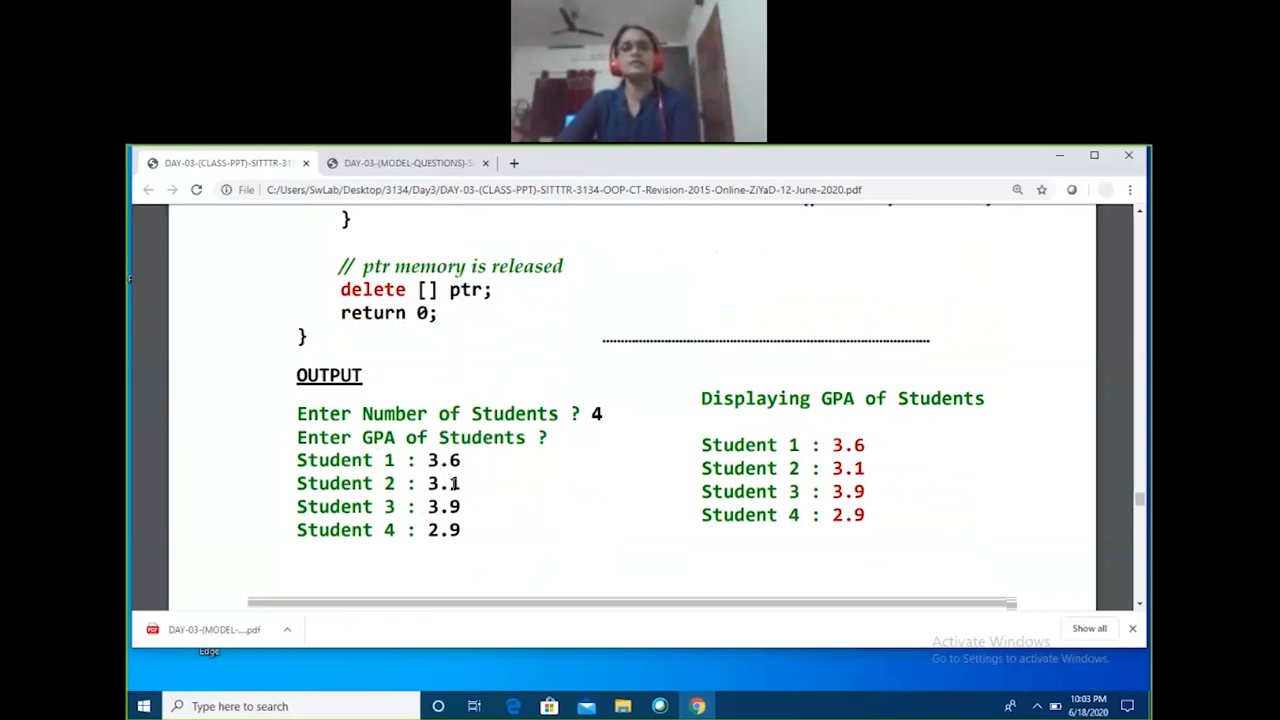 DAY-03-(CLASS-PPT)-SITTTR-31
DAY-03-(MODEL-QUESTIONS)-S
File
C:/Users/SwLab/Desktop/3134/Day3/DAY-03-(CLASS-PPT)-SITTTR-3134-OOP-CT-Revision-2015-Online-ZiYaD-12-June-2020.pdf
}
// ptr memory is released
delete [] ptr;
return 0;
}
OUTPUT
Enter Number of Students ? 4
Enter GPA of Students ?
Student 1 : 3.6
Student 2 : 3.1
Student 3 : 3.9
Student 4 : 2.9
Displaying GPA of Students
Student 1 : 3.6
Student 2 : 3.1
Student 3 : 3.9
Student 4 : 2.9
DAY-03-(MODEL-....pdf
Show all
Activate Windows
Go to Settings to activate Windows.
Edge
Type here to search
10:03 PM
6/18/2020